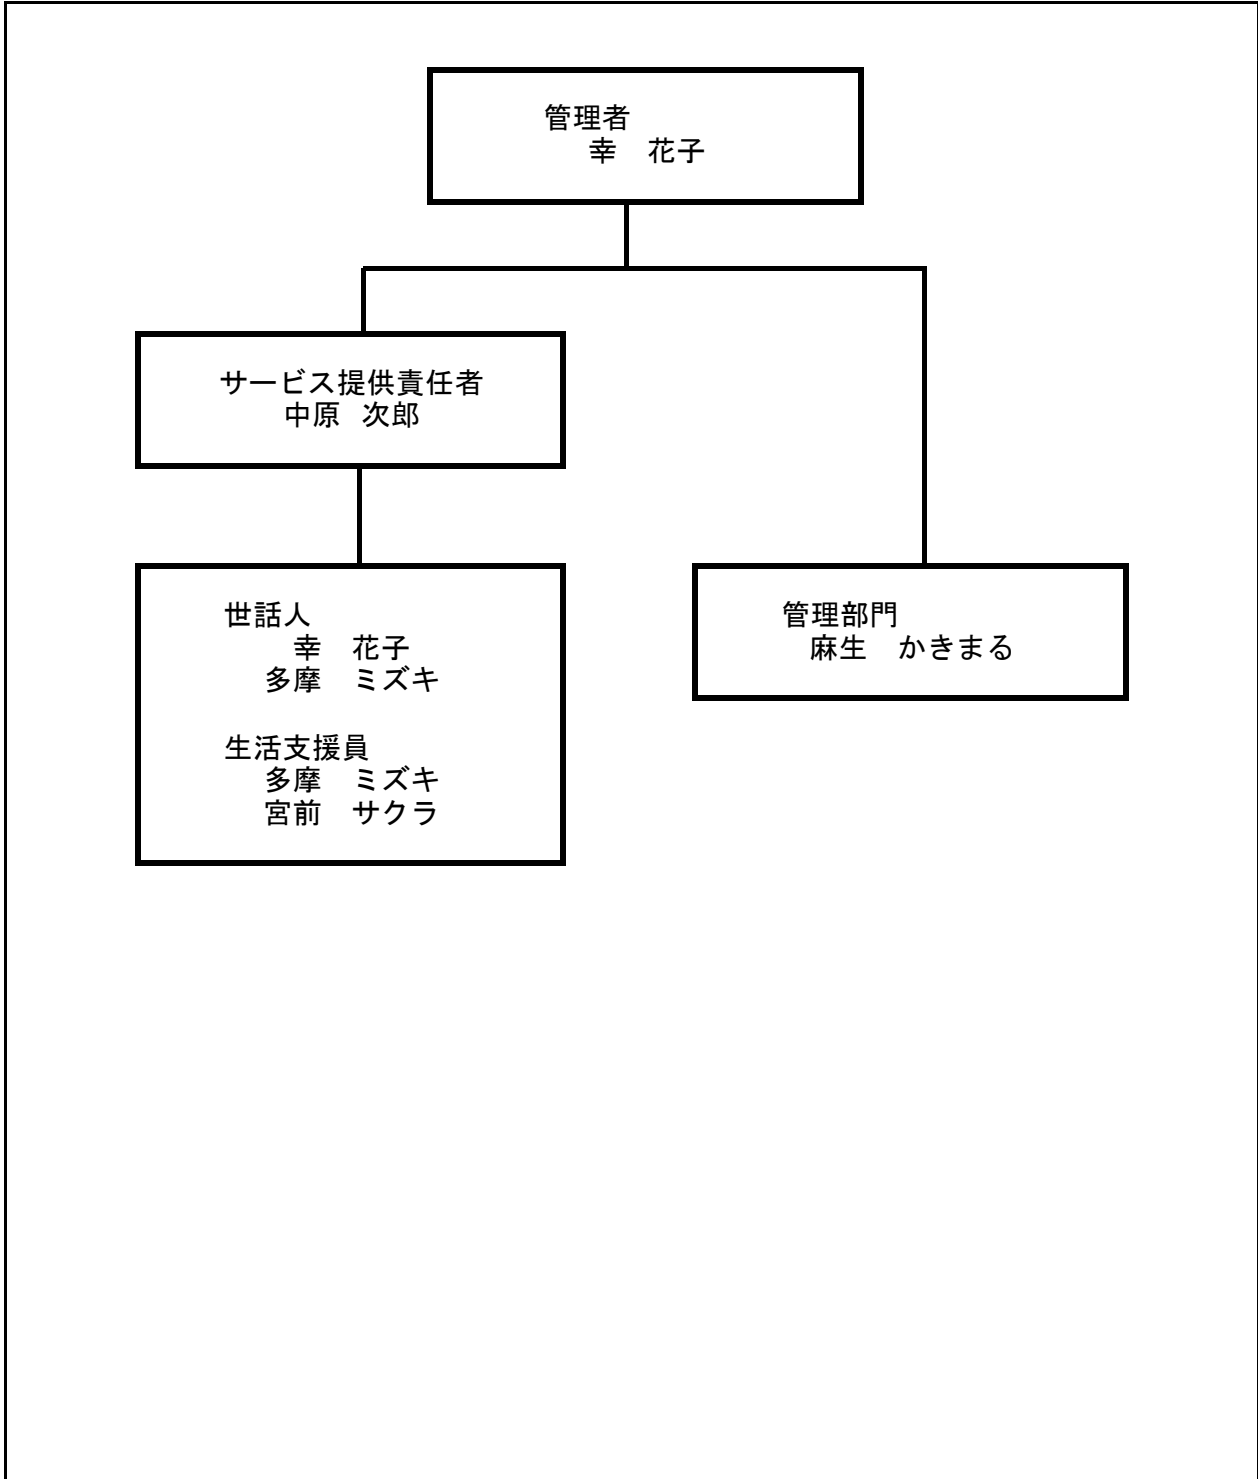 管理者
幸　花子
サービス提供責任者
中原　次郎
世話人
幸　花子
多摩　ミズキ
生活支援員
多摩　ミズキ
宮前　サクラ
管理部門
麻生　かきまる